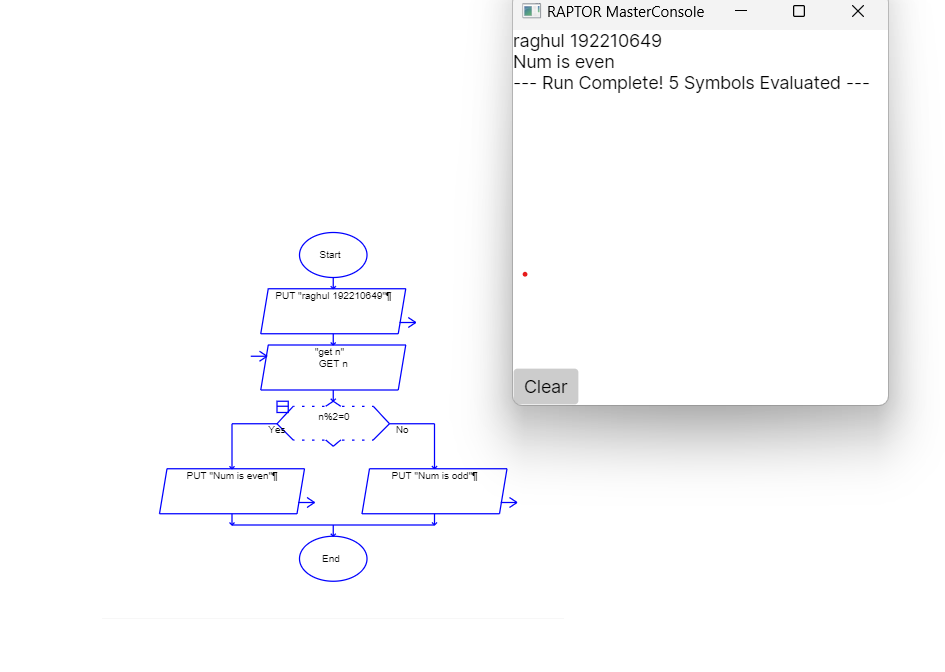 RAPTOR MasterConsole
raghul 192210649
Num is even
--- Run Complete! 5 Symbols Evaluated ---
Clear
Start
PUT "raghul 192210649"¶
"get n"
GET n
n%2=0
Yes
No
PUT "Num is even"¶
PUT "Num is odd"¶
End